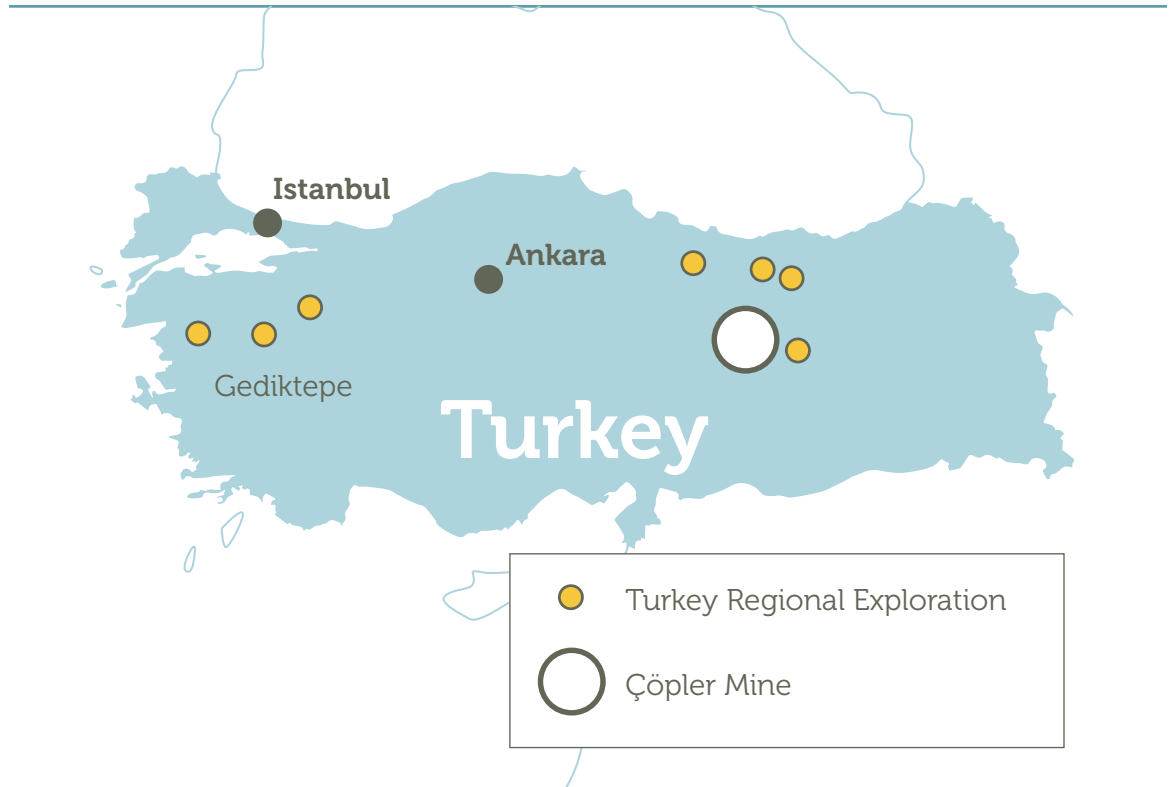 Istanbul
Ankara
Gediktepe
Turkey
Turkey Regional Exploration
Çöpler Mine